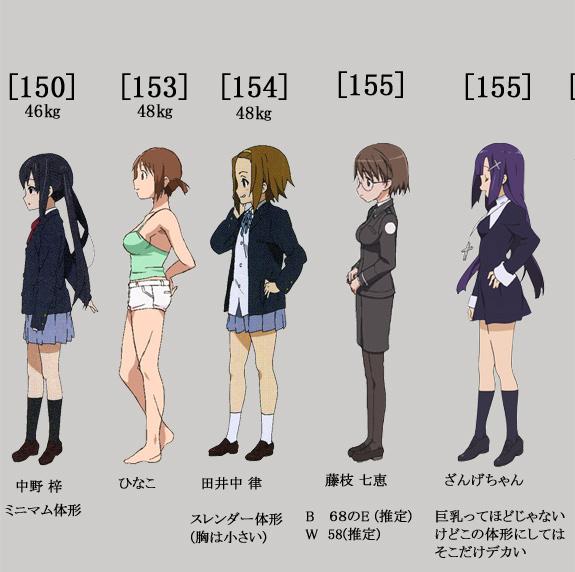 [150]
46kg
[153]
48kg
[154]
48kg
[155]
[155]
[
中野 梓
ミニマム体形
ひなこ
田井中 律
スレンダー体形
(胸は小さい)
藤枝 七恵
B　68のE (推定)
W　58(推定)
ざんげちゃん
巨乳ってほどじゃない
けどこの体形にしては
そこだけデカい